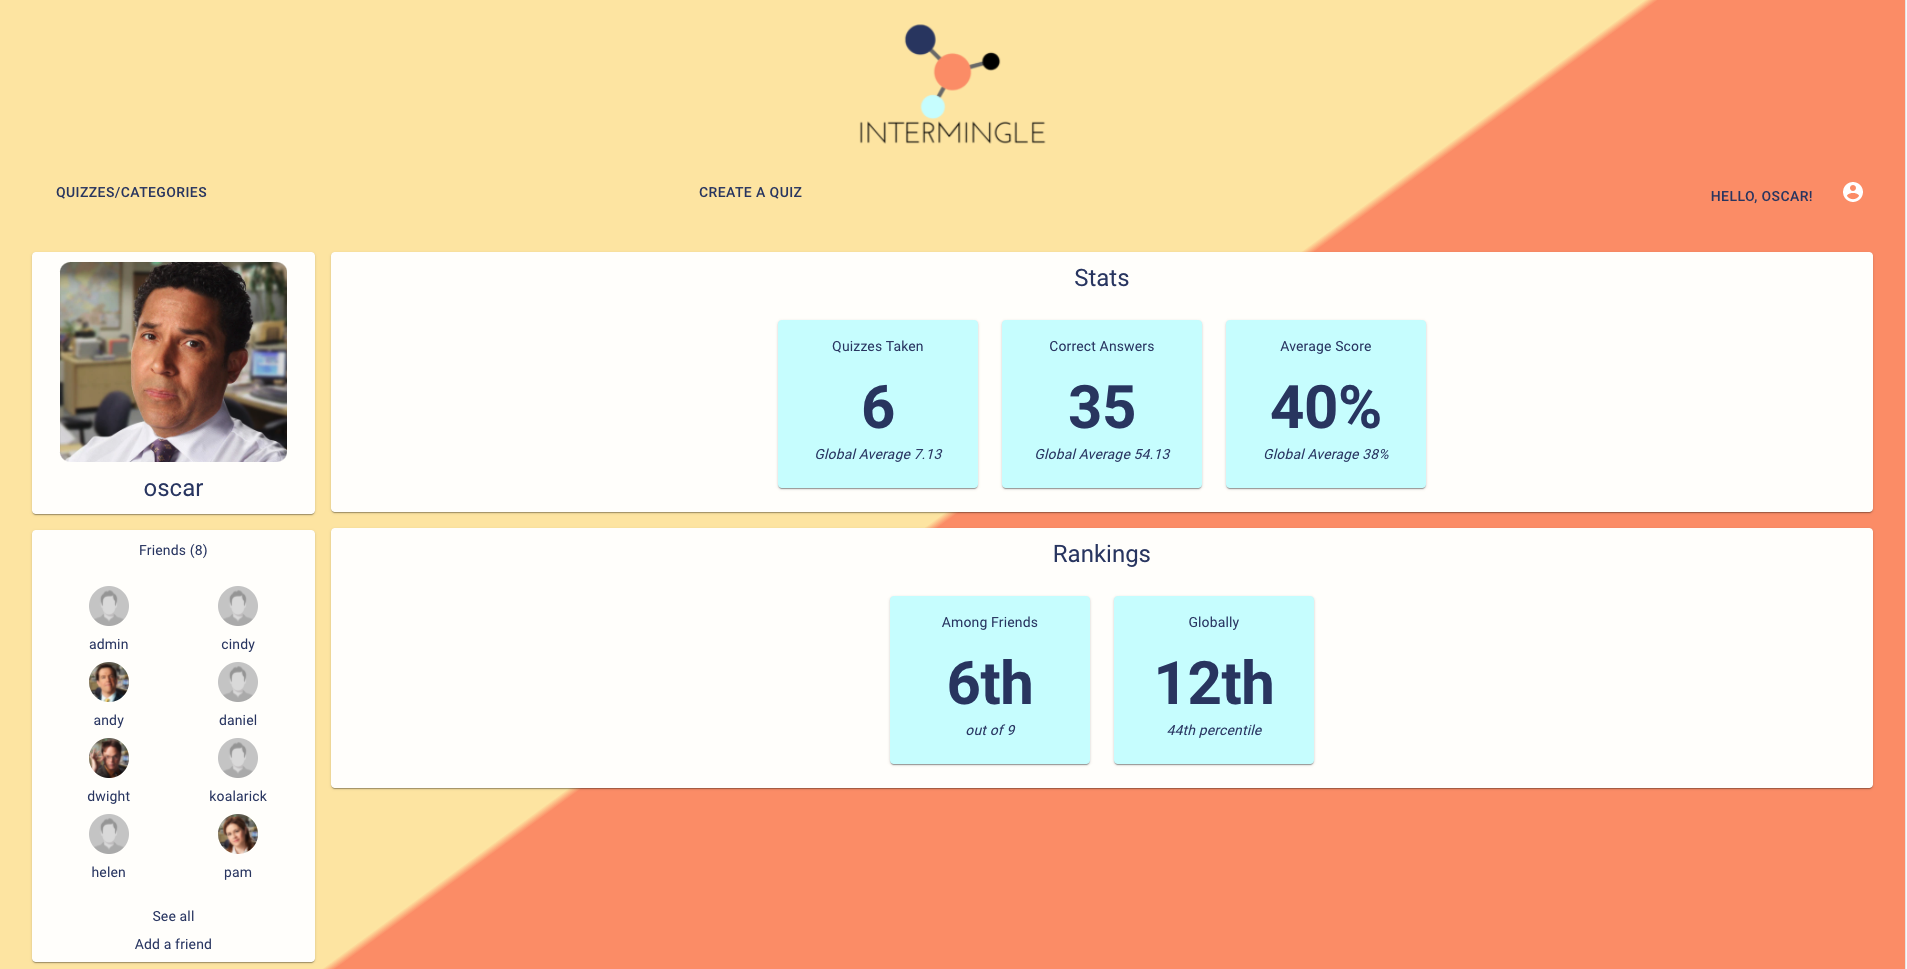 INTERMINGLE
QUIZZES/CATEGORIES
CREATE A QUIZ
HELLO, OSCAR!
oscar
Friends (8)
admin
cindy
andy
daniel
dwight
koalarick
helen
pam
See all
Add a friend
Stats
Quizzes Taken
6
Global Average 7.13
Correct Answers
35
Global Average 54.13
Average Score
40%
Global Average 38%
Rankings
Among Friends
6th
out of 9
Globally
12th
44th percentile